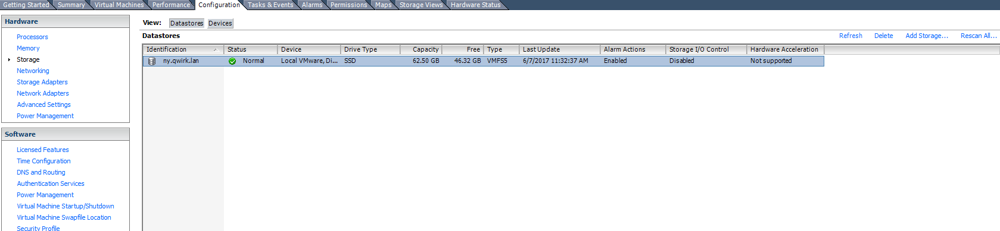 Getting Started Summary Virtual Machines Performance Configuration Tasks & Events Alarms Permissions Maps Storage Views Hardware Status
Hardware
Processors
Memory
Storage
Networking
Storage Adapters
Network Adapters
Advanced Settings
Power Management
Software
Licensed Features
Time Configuration
DNS and Routing
Authentication Services
Power Management
Virtual Machine Startup/Shutdown
Virtual Machine Swapfile Location
Security Profile
View: Datastores Devices
Datastores
Refresh Delete Add Storage... Rescan All...
Identification Status Device Drive Type Capacity Free Type Last Update Alarm Actions Storage I/O Control Hardware Acceleration
ny.qwirk.lan Normal Local VMware, Di... SSD 62.50 GB 46.32 GB VMFS5 6/7/2017 11:32:37 AM Enabled Disabled Not supported